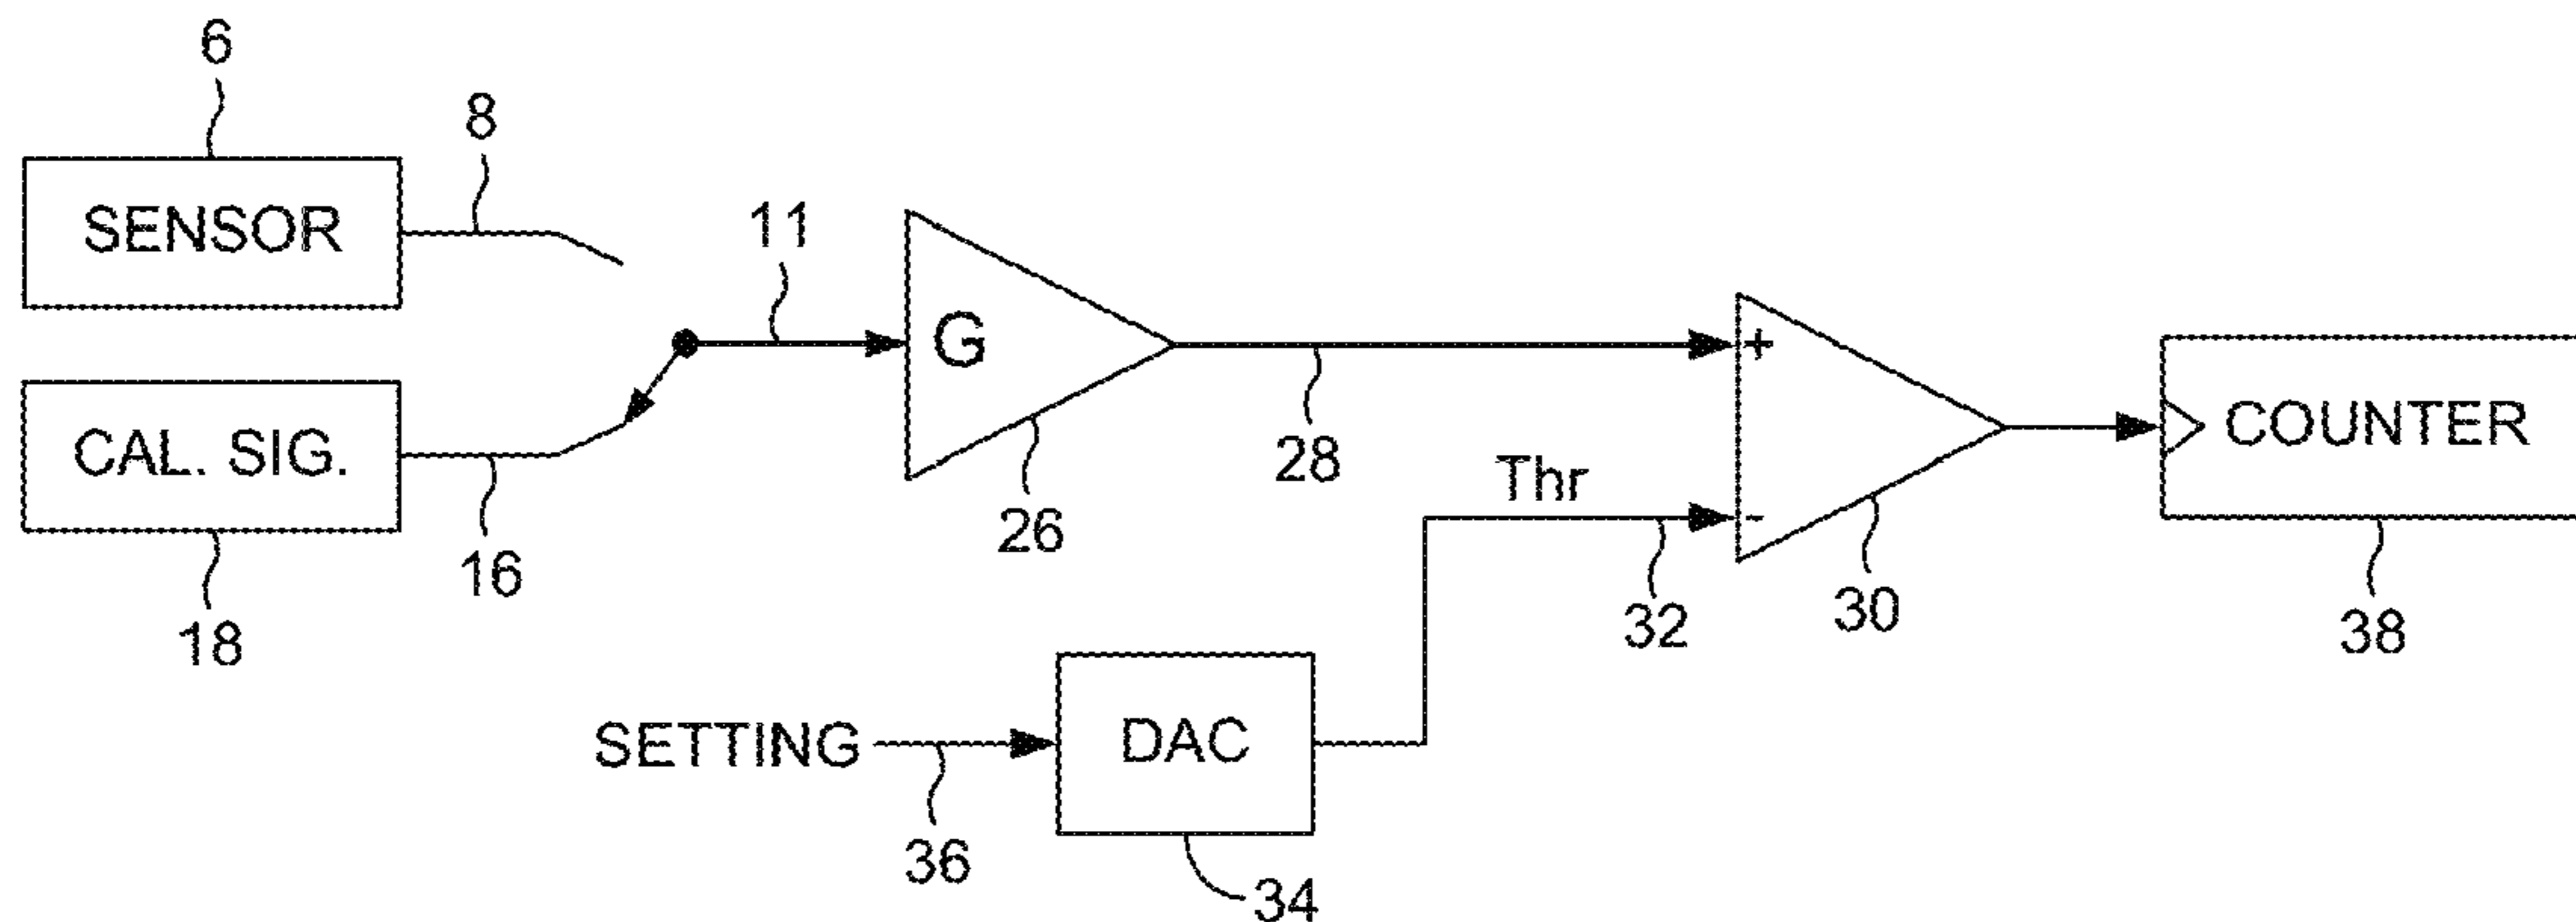 6
8
SENSOR
11
G
+
CAL. SIG.
COUNTER
28
Thr
-
26
16
18
32
30
38
SETTING
DAC
36
34